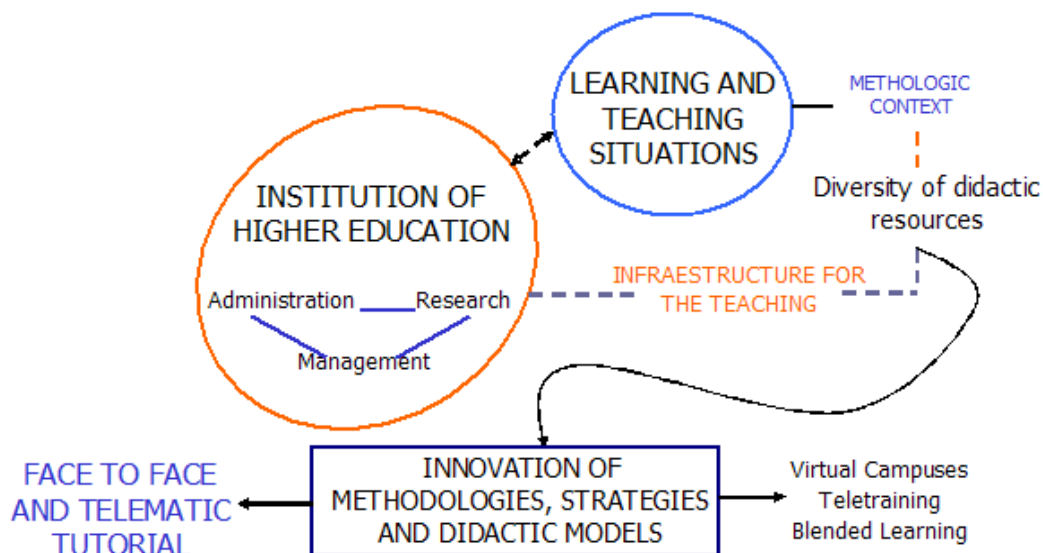 LEARNING AND
TEACHING
SITUATIONS
METHOLOGIC
CONTEXT
Diversity of didactic
resources
INSTITUTION OF
HIGHER EDUCATION
Administration
Research
Management
INFRAESTRUCTURE FOR
THE TEACHING
FACE TO FACE
AND TELEMATIC
TUTORIAL
INNOVATION OF
METHODOLOGIES, STRATEGIES
AND DIDACTIC MODELS
Virtual Campuses
Teletraining
Blended Learning